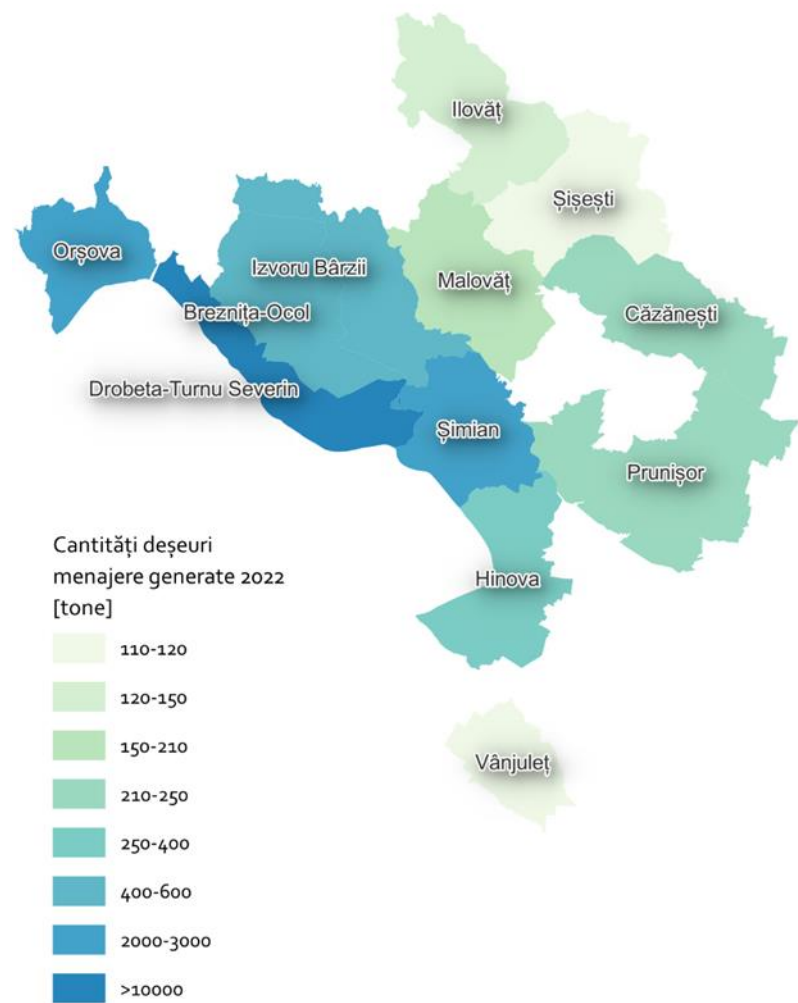 Ilovăț
Șișești
Orșova
Izvoru Bârzii
Malovăț
Breznița-Ocol
Căzănești
Drobeta-Turnu Severin
Șimian
Prunișor
Hinova
Vânjuleț
Cantități deșeuri
menajere generate 2022
[tone]
110-120
120-150
150-210
210-250
250-400
400-600
2000-3000
>10000